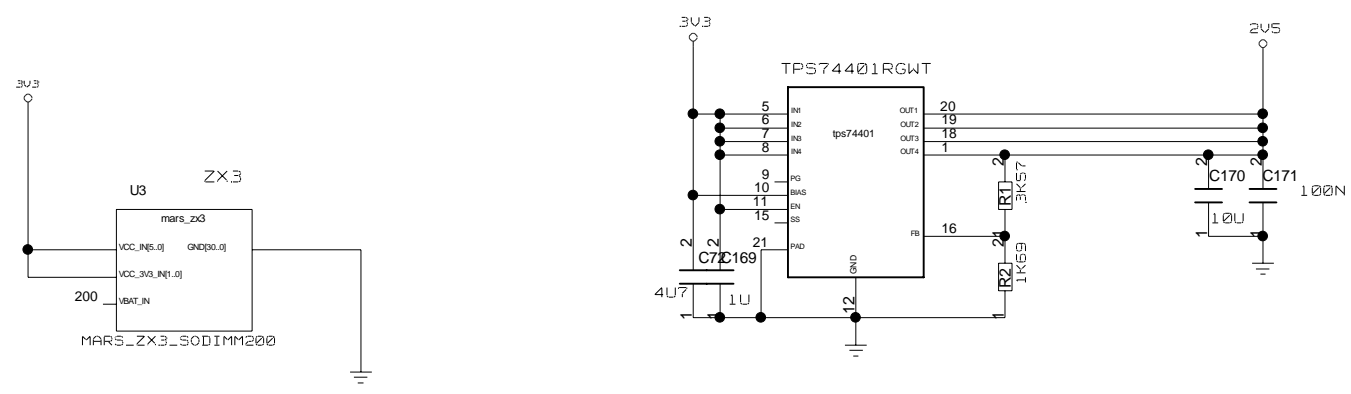 3V3
ZX3
U3
mars_zx3
VCC_IN[5..0]
GND[30..0]
VCC_3V3_IN[1..0]
200
VBAT_IN
MARS_ZX3_SODIMM200
3V3
2V5
TPS74401RGWT
tps74401
5
IN1
6
IN2
7
IN3
8
IN4
9
PG
10
BIAS
11
EN
15
SS
21
PAD
OUT1
20
OUT2
19
OUT3
18
OUT4
1
FB
16
GND
12
2
C72
4U7
1
2
C169
1U
1
2
R1
3K57
1
2
R2
1K69
1
2
C170
10U
1
2
C171
100N
1